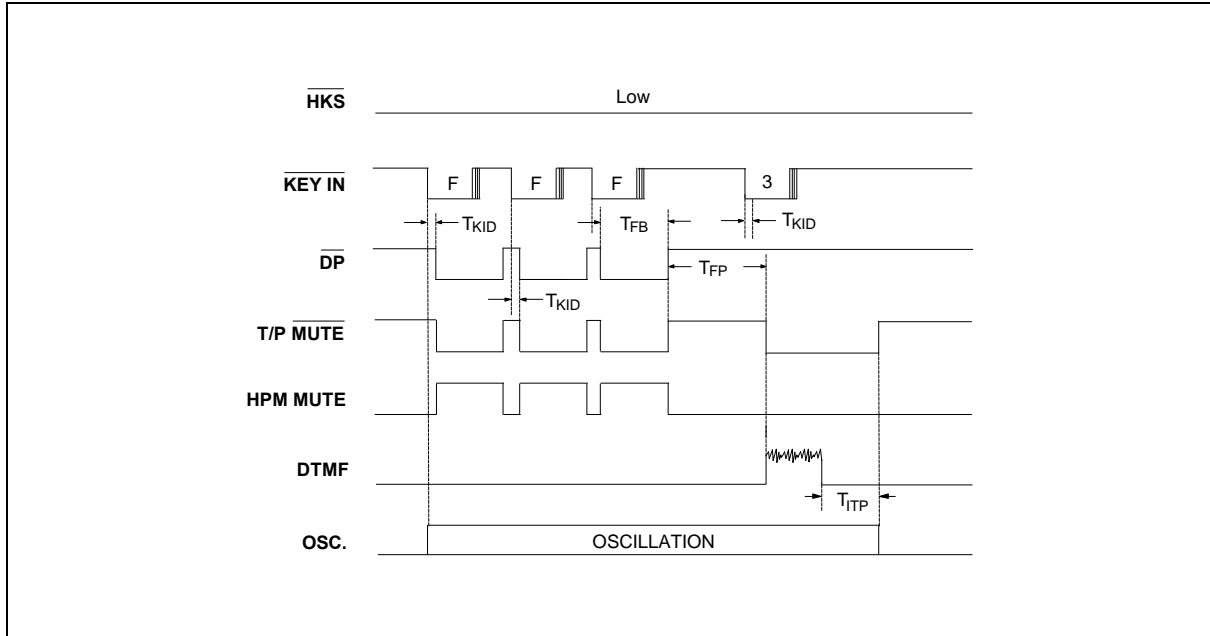 HKS Low
KEY IN F F F 3
TKID TFB TKID
DP
TFP
TKID
T/P MUTE
HPM MUTE
DTMF
TITP
OSC. OSCILLATION